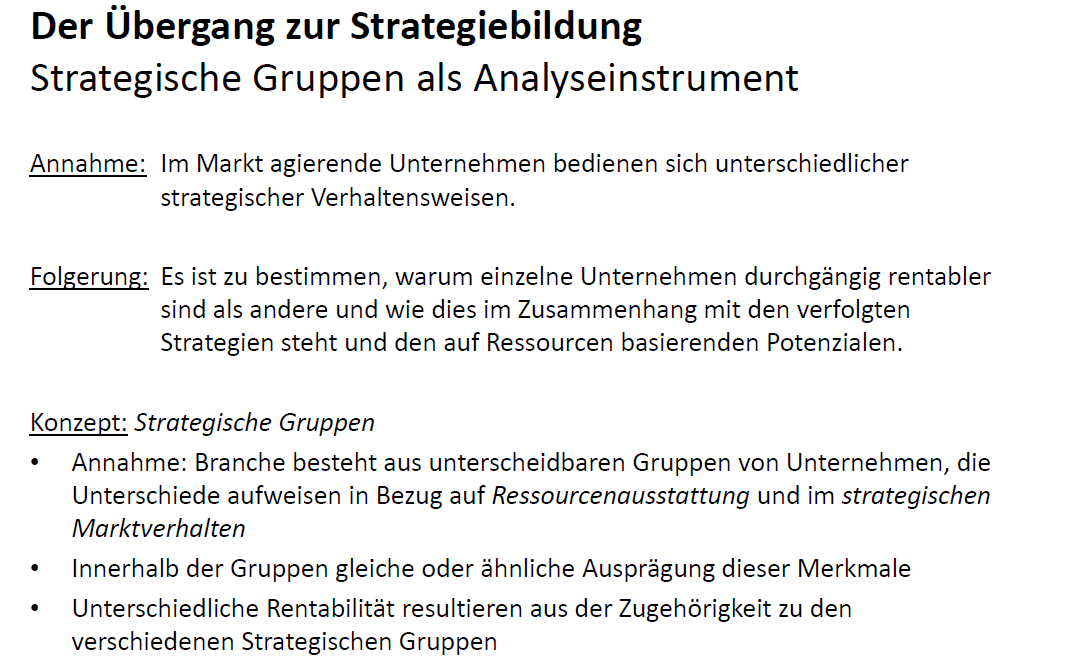 Der Übergang zur Strategiebildung
Strategische Gruppen als Analyseinstrument
Annahme: Im Markt agierende Unternehmen bedienen sich unterschiedlicher
strategischer Verhaltensweisen.
Folgerung: Es ist zu bestimmen, warum einzelne Unternehmen durchgängig rentabler
sind als andere und wie dies im Zusammenhang mit den verfolgten
Strategien steht und den auf Ressourcen basierenden Potenzialen.
Konzept: Strategische Gruppen
• Annahme: Branche besteht aus unterscheidbaren Gruppen von Unternehmen, die
Unterschiede aufweisen in Bezug auf Ressourcenausstattung und im strategischen
Marktverhalten
• Innerhalb der Gruppen gleiche oder ähnliche Ausprägung dieser Merkmale
• Unterschiedliche Rentabilität resultieren aus der Zugehörigkeit zu den
verschiedenen Strategischen Gruppen